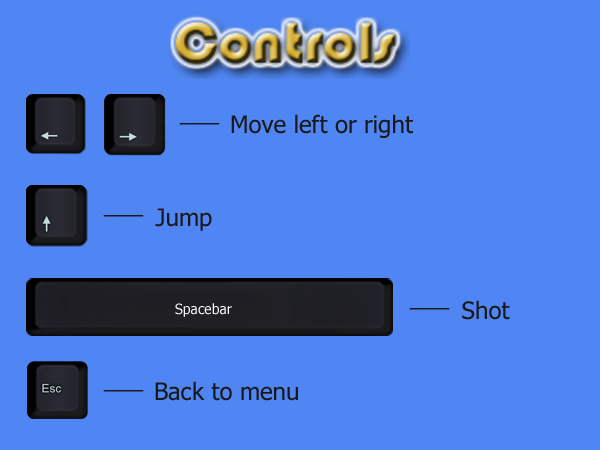 Controls
← → Move left or right
↑ Jump
Spacebar Shot
Esc Back to menu